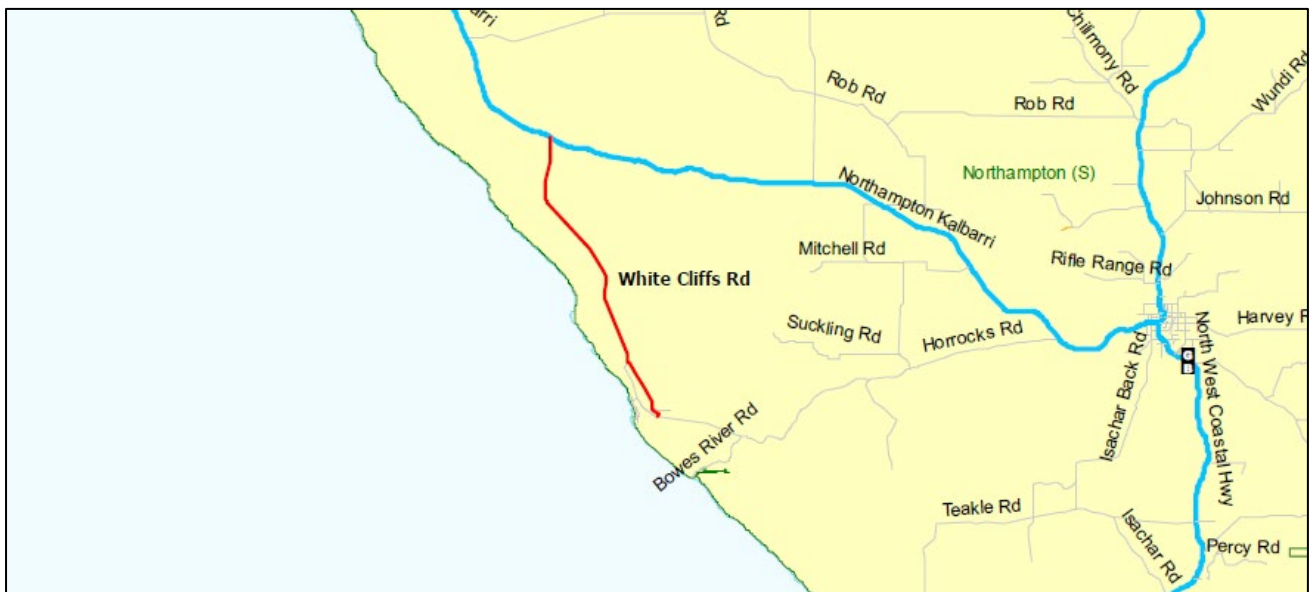 Rd
Chilimony Rd
Wundi Rd
Rob Rd
Rob Rd
Northampton (S)
Northampton Kalbarri
Johnson Rd
Mitchell Rd
Rifle Range Rd
White Cliffs Rd
Suckling Rd
Horrocks Rd
Harvey R
North West Coastal Hwy
Isachar Back Rd
Bowes River Rd
Teakle Rd
Isachar Rd
Percy Rd